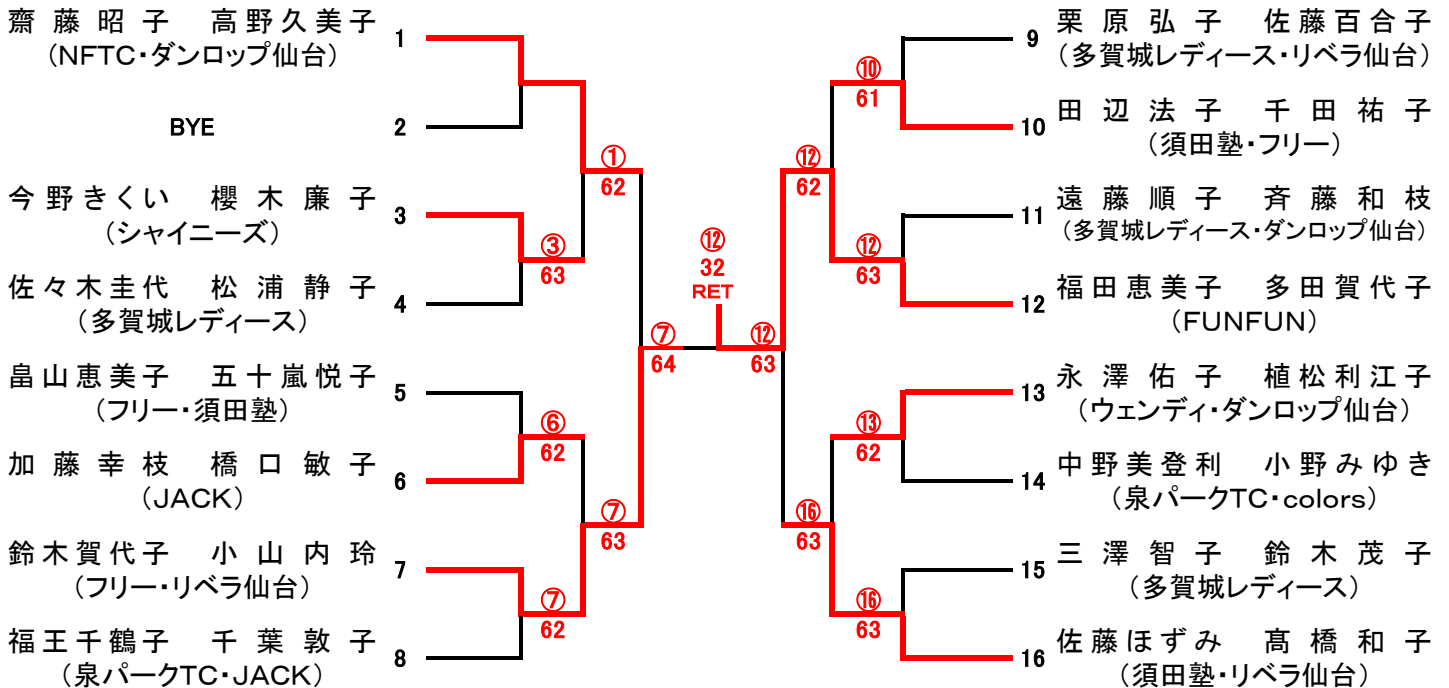 齋藤昭子 高野久美子 1
(NFTC・ダンロップ仙台)
BYE 2
今野きくい 櫻木廉子 3
(シャイニーズ)
佐々木圭代 松浦静子 4
(多賀城レディース)
畠山恵美子 五十嵐悦子 5
(フリー・須田塾)
加藤幸枝 橋口敏子 6
(JACK)
鈴木賀代子 小山内玲 7
(フリー・リベラ仙台)
福王千鶴子 千葉敦子 8
(泉パークTC・JACK)
①
62
③
63
⑥
62
⑦
62
⑦
63
⑦
64
⑫
32
RET
⑫
63
⑫
62
⑯
63
⑩
61
⑫
63
⑬
62
⑯
63
9 栗原弘子 佐藤百合子
(多賀城レディース・リベラ仙台)
10 田辺法子 千田祐子
(須田塾・フリー)
11 遠藤順子 斉藤和枝
(多賀城レディース・ダンロップ仙台)
12 福田恵美子 多田賀代子
(FUNFUN)
13 永澤佑子 植松利江子
(ウェンディ・ダンロップ仙台)
14 中野美登利 小野みゆき
(泉パークTC・colors)
15 三澤智子 鈴木茂子
(多賀城レディース)
16 佐藤ほずみ 髙橋和子
(須田塾・リベラ仙台)